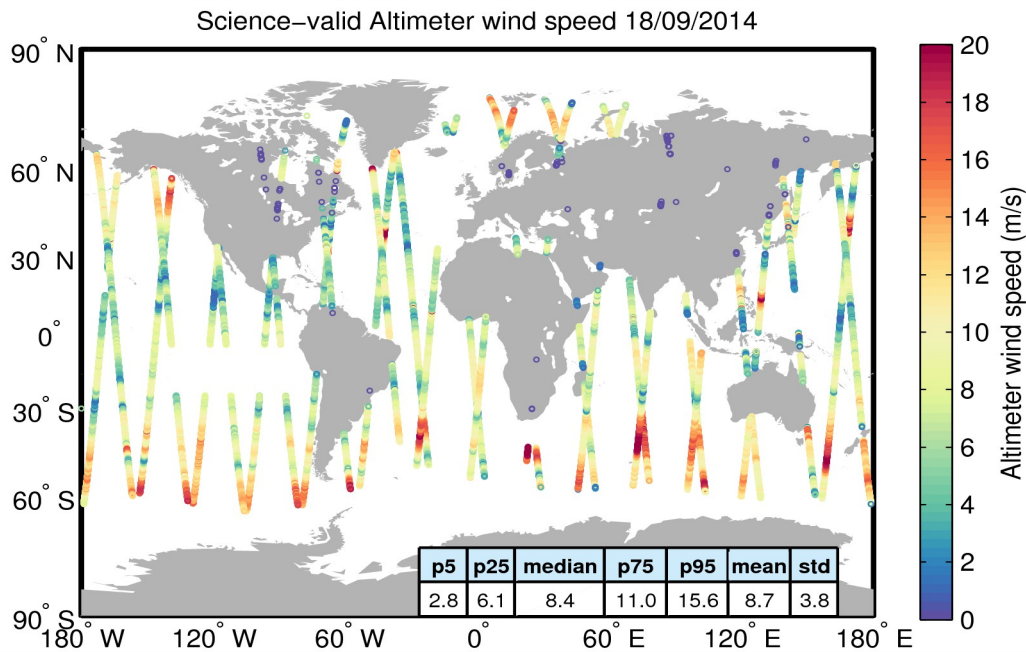 Science−valid Altimeter wind speed 18/09/2014
90° N
60° N
30° N
0°
30° S
60° S
90° S
180° W
120° W
60° W
0°
60° E
120° E
180° E
p5 p25 median p75 p95 mean std
2.8 6.1 8.4 11.0 15.6 8.7 3.8
20
18
16
14
12
10
8
6
4
2
0
Altimeter wind speed (m/s)